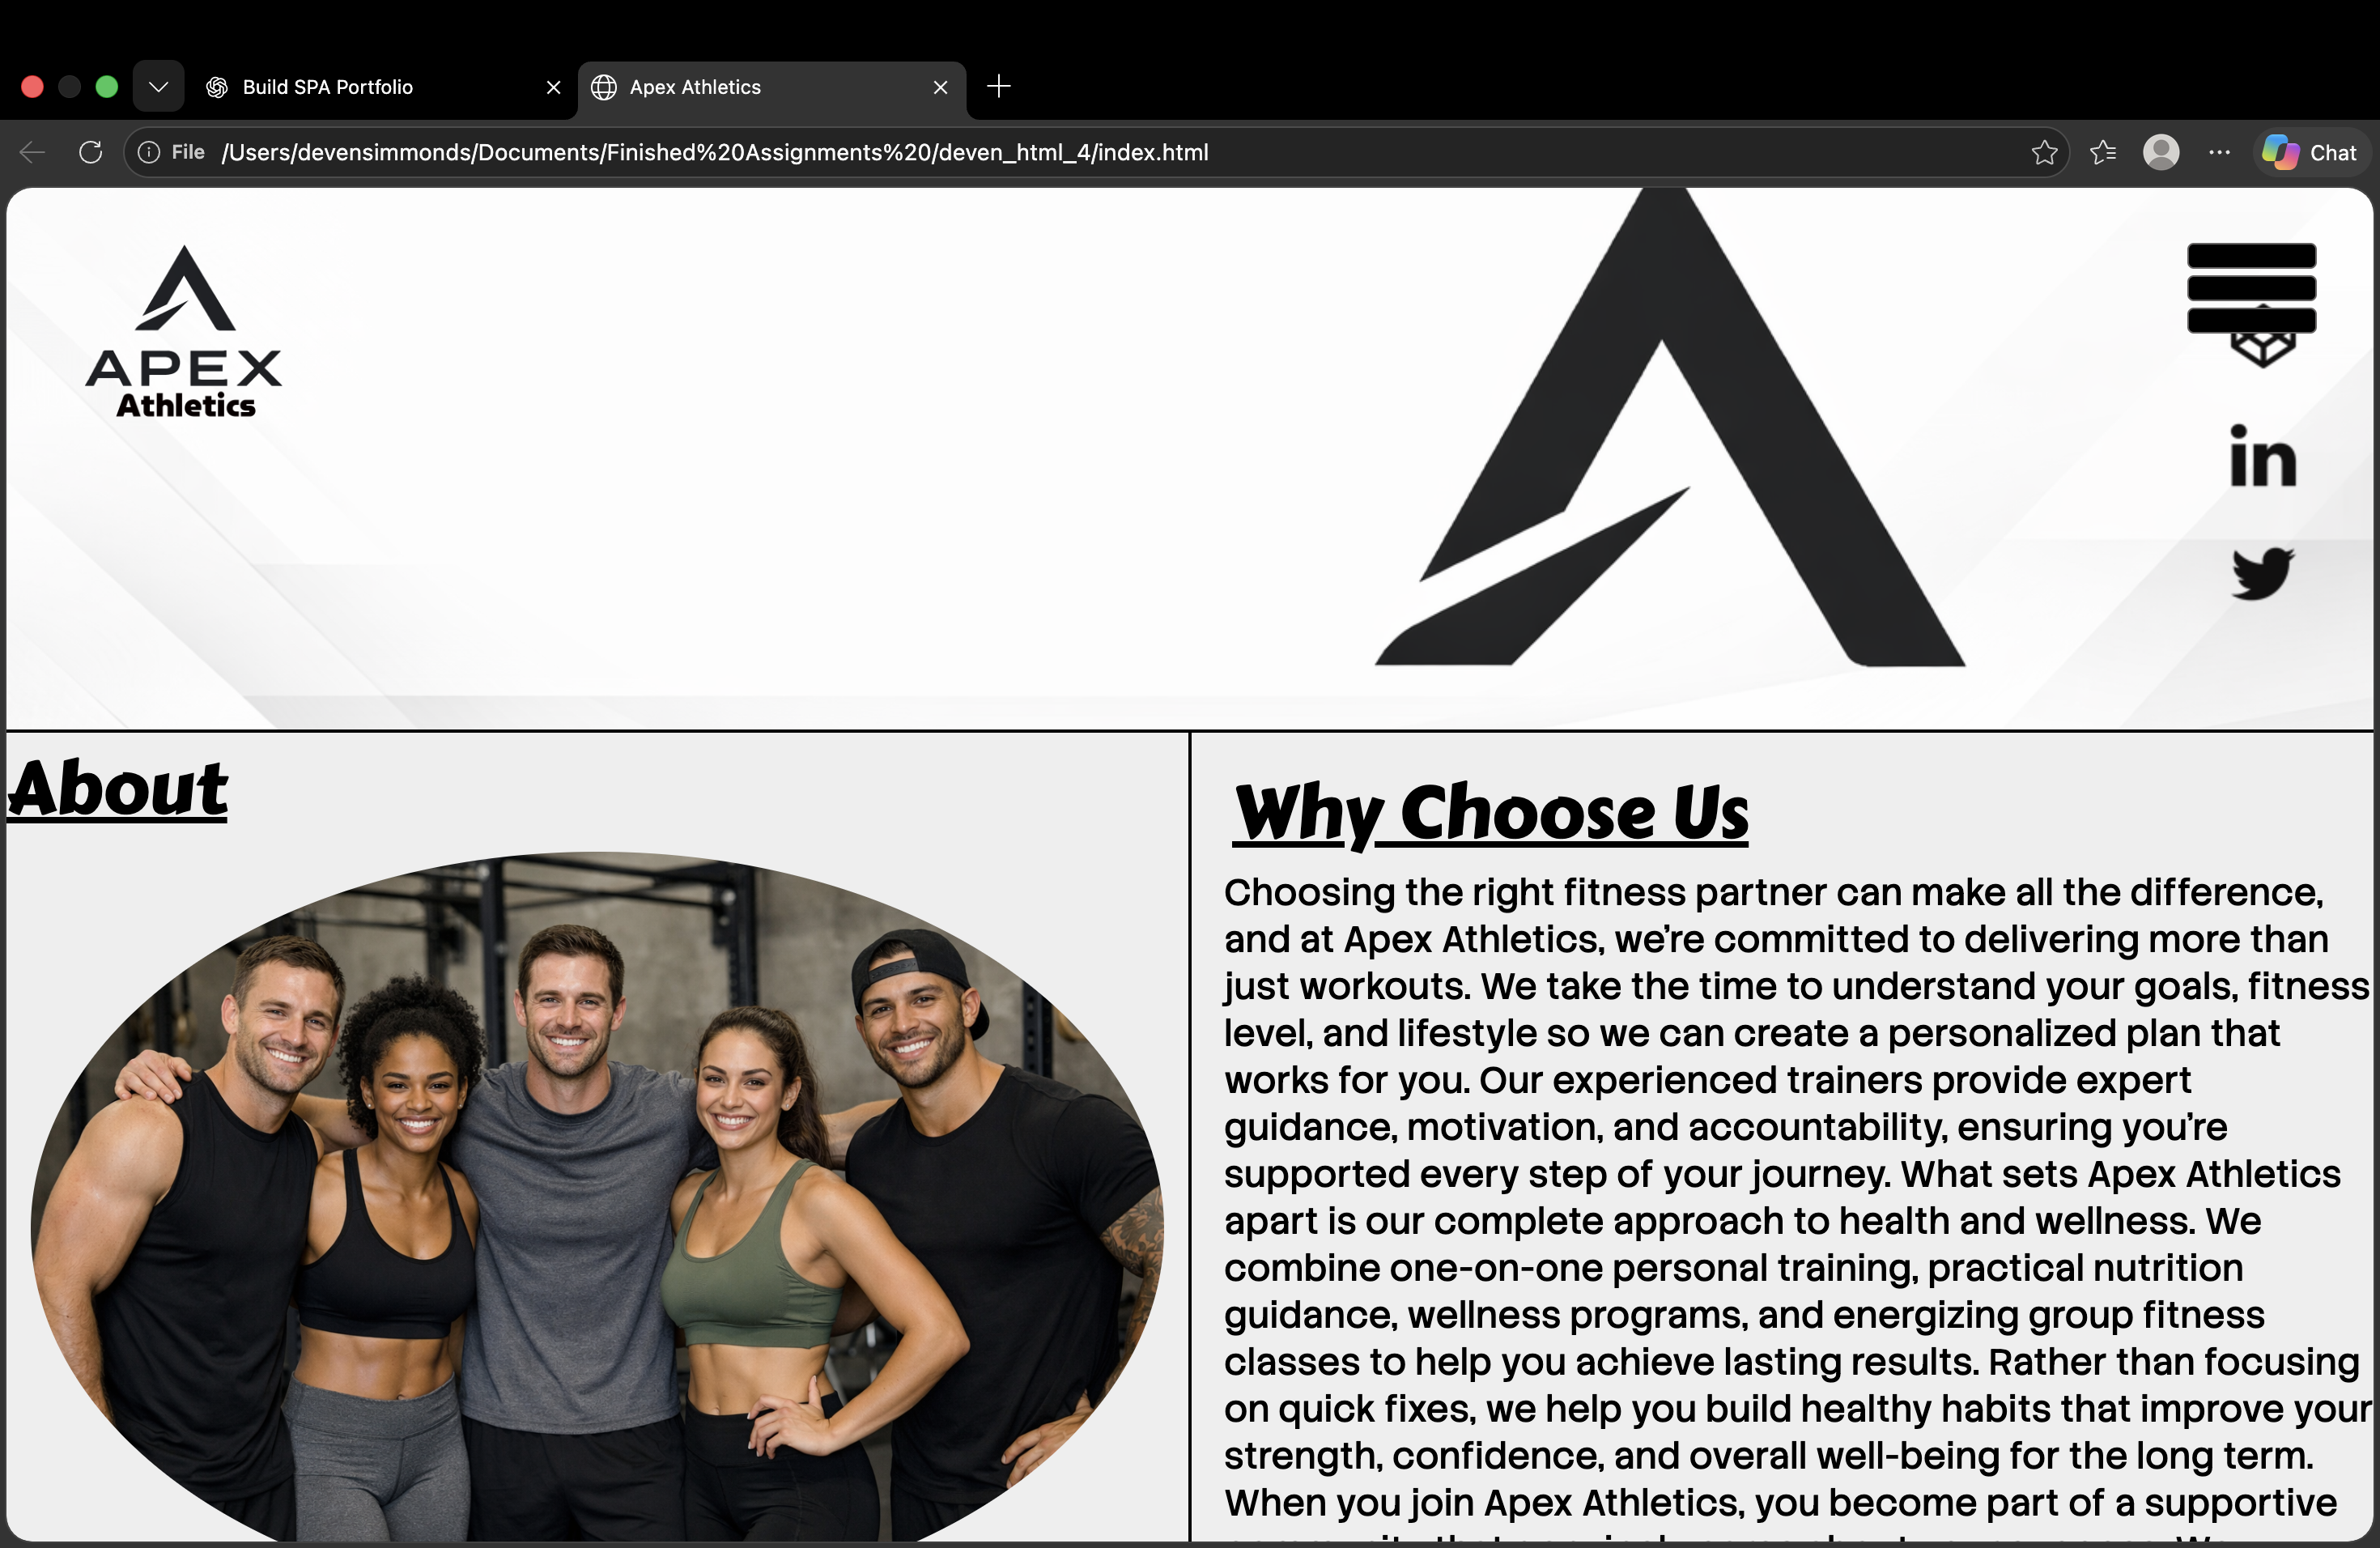 Build SPA Portfolio
Apex Athletics
File /Users/devensimmonds/Documents/Finished%20Assignments%20/deven_html_4/index.html
Chat
APEX
Athletics
in
About
Why Choose Us
Choosing the right fitness partner can make all the difference,
and at Apex Athletics, we’re committed to delivering more than
just workouts. We take the time to understand your goals, fitness
level, and lifestyle so we can create a personalized plan that
works for you. Our experienced trainers provide expert
guidance, motivation, and accountability, ensuring you’re
supported every step of your journey. What sets Apex Athletics
apart is our complete approach to health and wellness. We
combine one-on-one personal training, practical nutrition
guidance, wellness programs, and energizing group fitness
classes to help you achieve lasting results. Rather than focusing
on quick fixes, we help you build healthy habits that improve your
strength, confidence, and overall well-being for the long term.
When you join Apex Athletics, you become part of a supportive